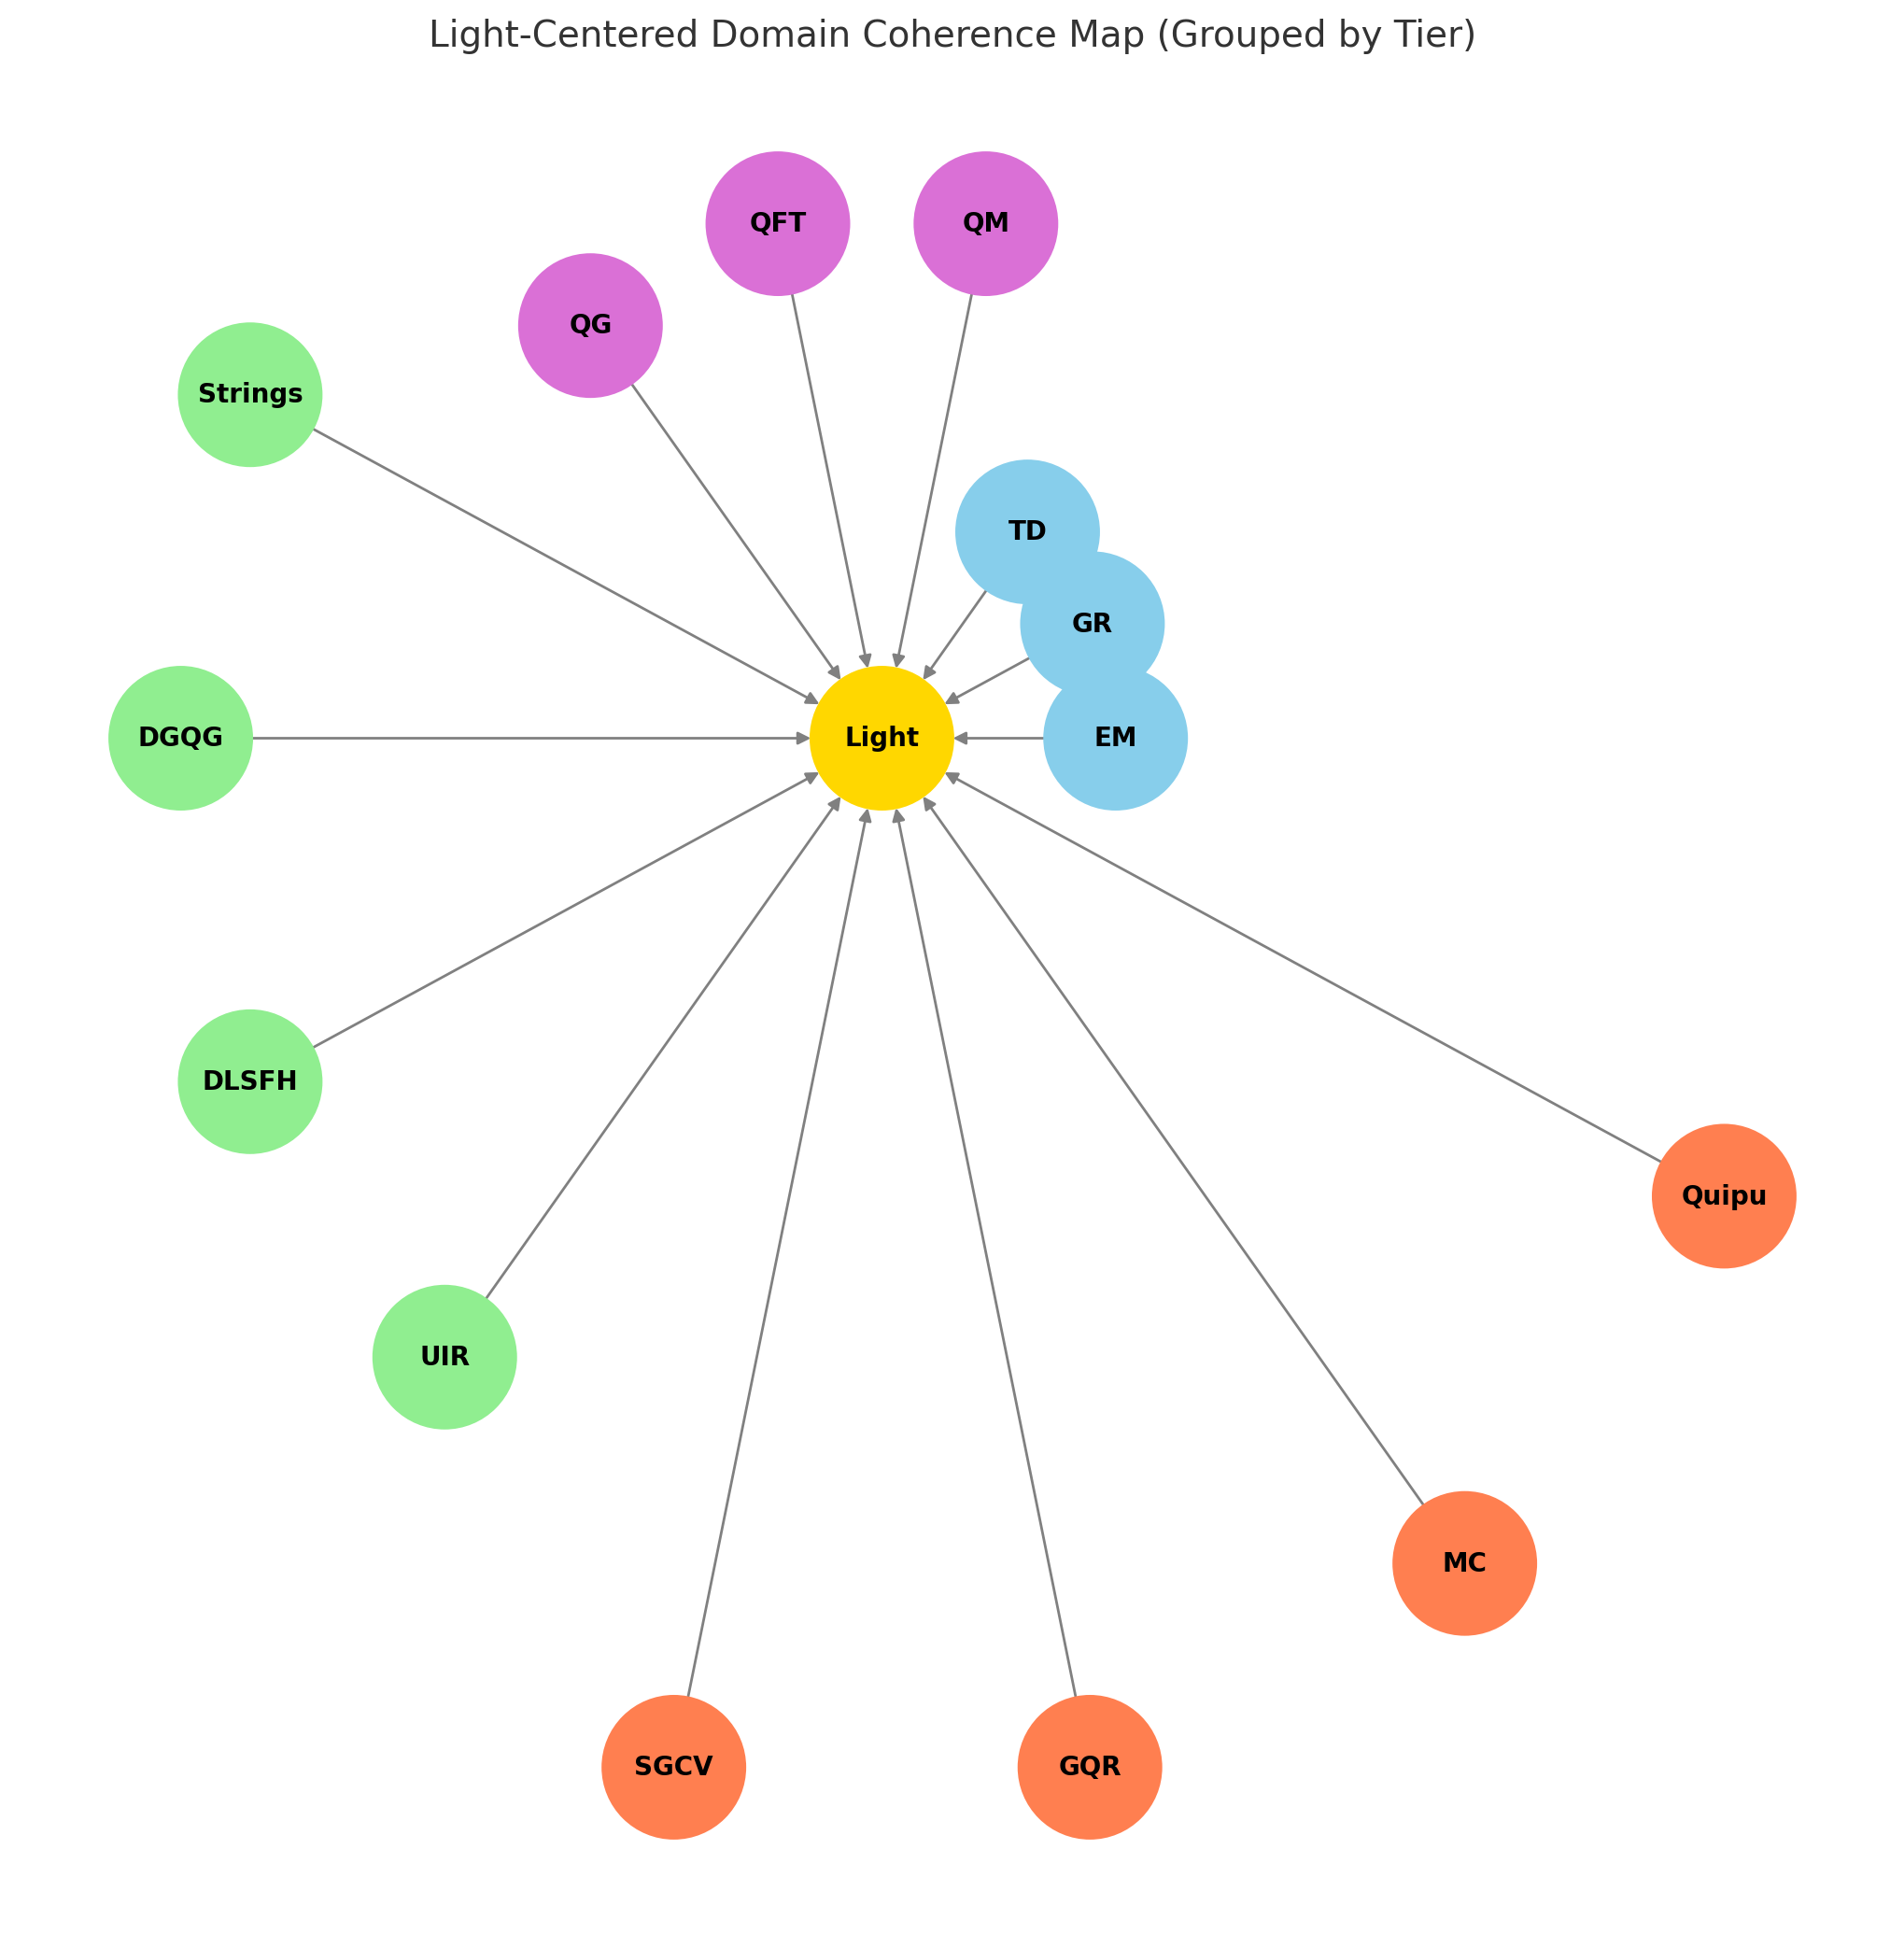 Light-Centered Domain Coherence Map (Grouped by Tier)
QFT
QM
QG
Strings
TD
GR
DGQG
Light
EM
DLSFH
Quipu
UIR
MC
SGCV
GQR